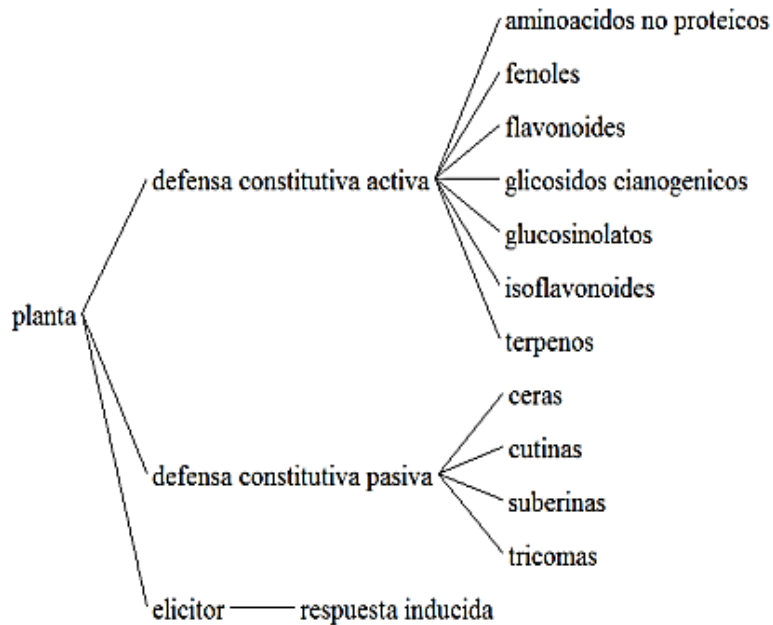 aminoacidos no proteicos
fenoles
flavonoides
defensa constitutiva activa
glicosidos cianogenicos
glucosinolatos
isoflavonoides
planta
terpenos
ceras
cutinas
defensa constitutiva pasiva
suberinas
tricomas
elicitor
respuesta inducida